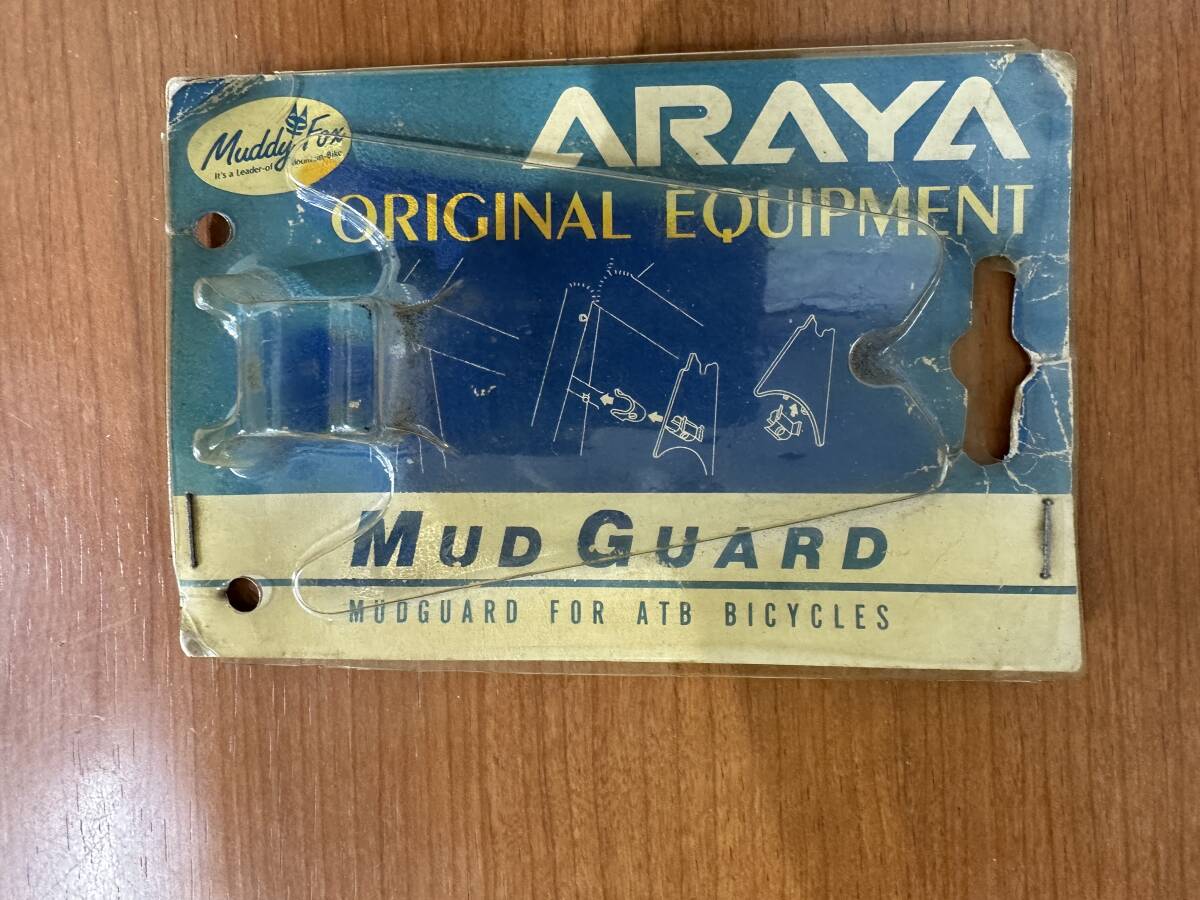 Muddy Fox
It's a Leader-of Mountain-Bike
ARAYA
ORIGINAL EQUIPMENT
MUD GUARD
MUDGUARD FOR ATB BICYCLES